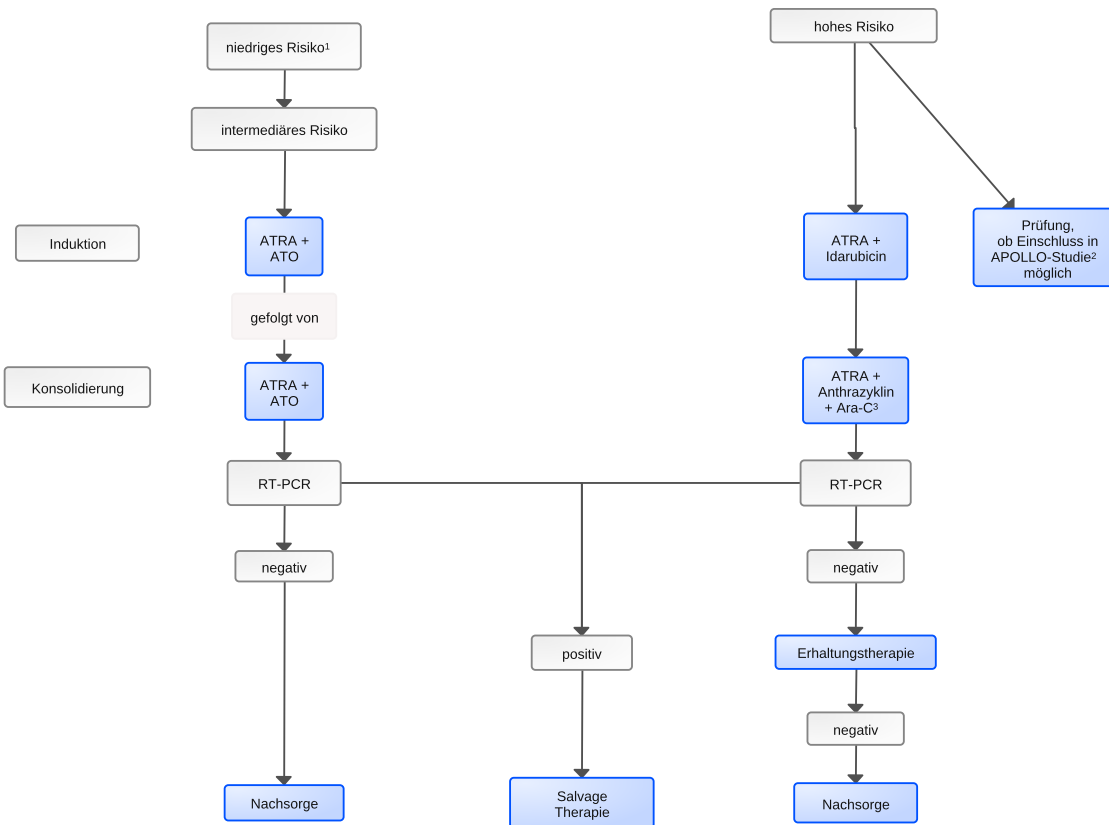 niedriges Risiko¹
hohes Risiko
intermediäres Risiko
Induktion
ATRA +
ATO
ATRA +
Idarubicin
Prüfung,
ob Einschluss in
APOLLO-Studie²
möglich
gefolgt von
Konsolidierung
ATRA +
ATO
ATRA +
Anthrazyklin
+ Ara-C³
RT-PCR
RT-PCR
negativ
negativ
positiv
Erhaltungstherapie
negativ
Nachsorge
Salvage
Therapie
Nachsorge